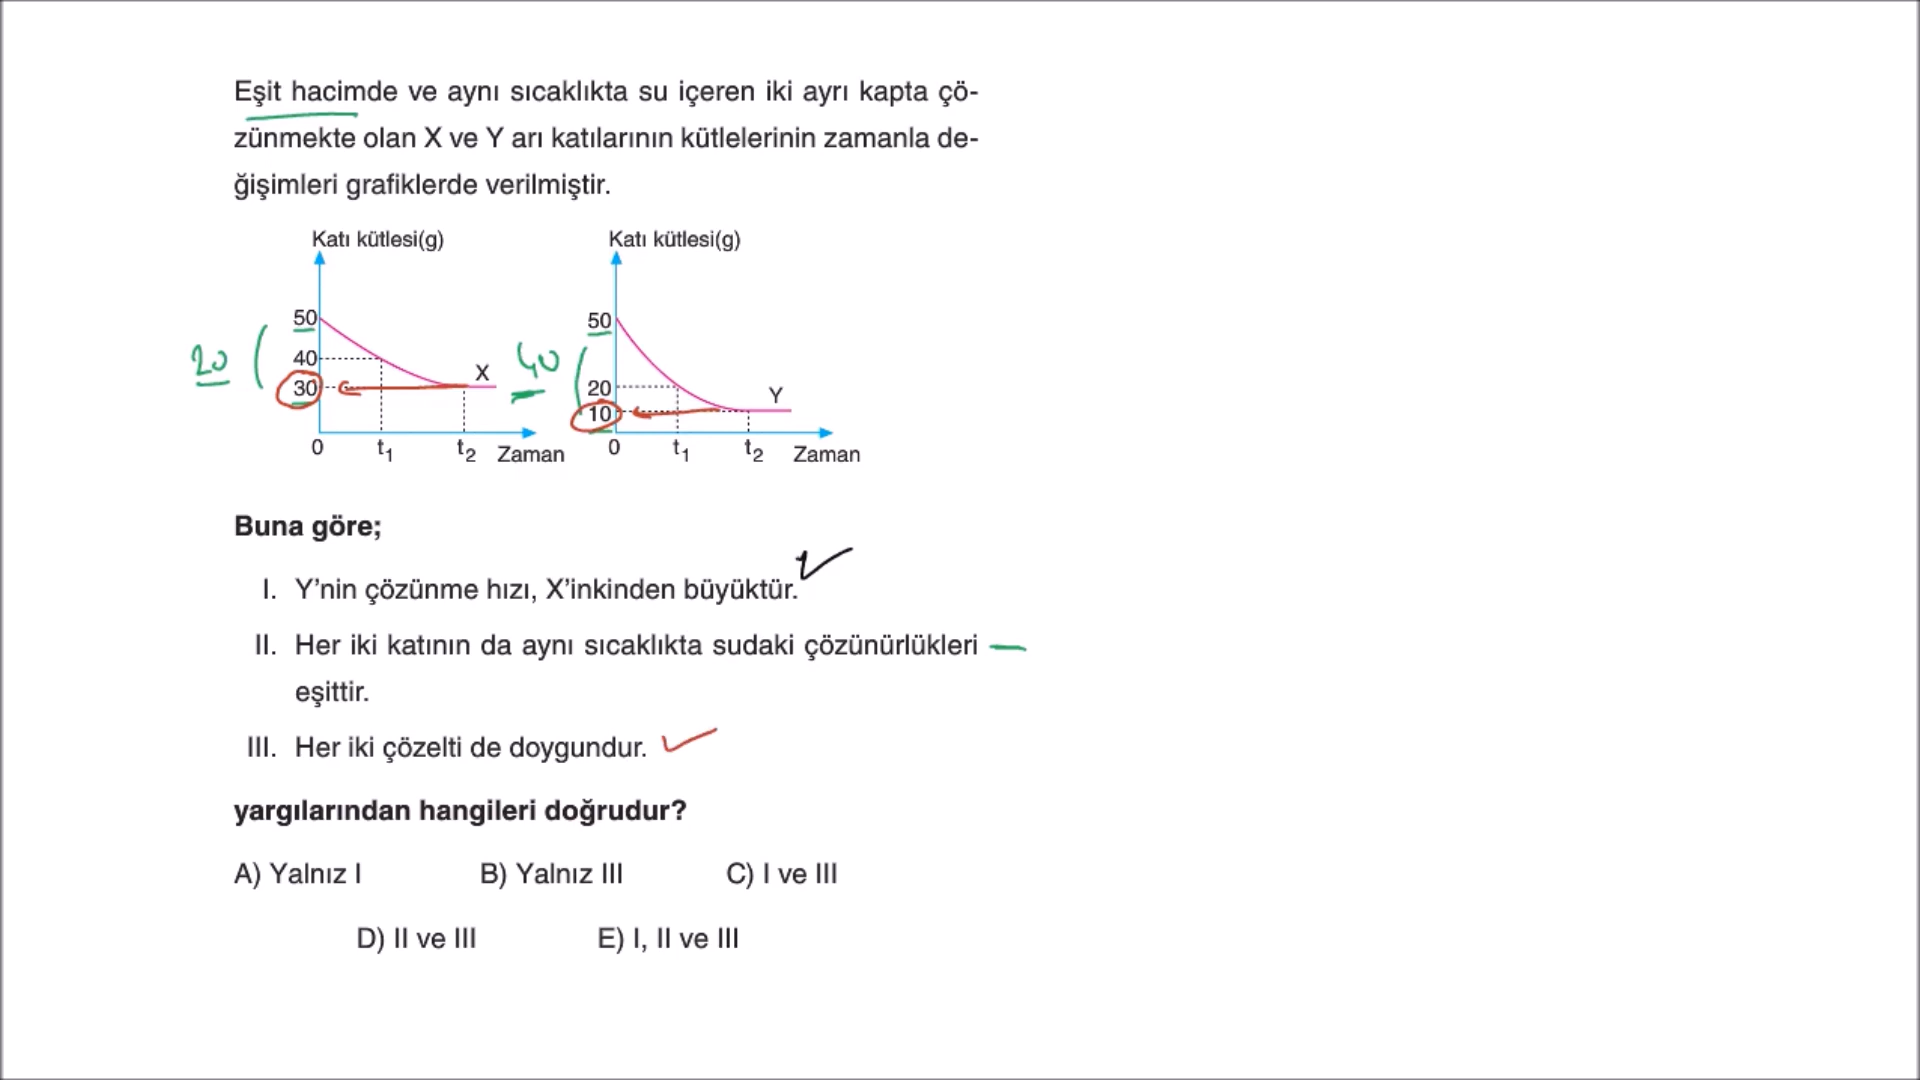 Eşit hacimde ve aynı sıcaklıkta su içeren iki ayrı kapta çö-
zünmekte olan X ve Y arı katılarının kütlelerinin zamanla de-
ğişimleri grafiklerde verilmiştir.
Katı kütlesi(g)
50
40
30
20
X
0
t1
t2
Zaman
Katı kütlesi(g)
50
20
10
40
Y
0
t1
t2
Zaman
Buna göre;
I. Y’nin çözünme hızı, X’inkinden büyüktür.
II. Her iki katının da aynı sıcaklıkta sudaki çözünürlükleri
eşittir.
III. Her iki çözelti de doygundur.
yargılarından hangileri doğrudur?
A) Yalnız I B) Yalnız III C) I ve III
D) II ve III E) I, II ve III